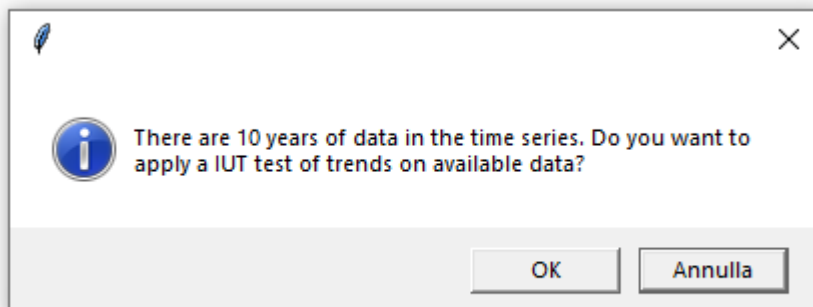 There are 10 years of data in the time series. Do you want to
apply a IUT test of trends on available data?
OK
Annulla